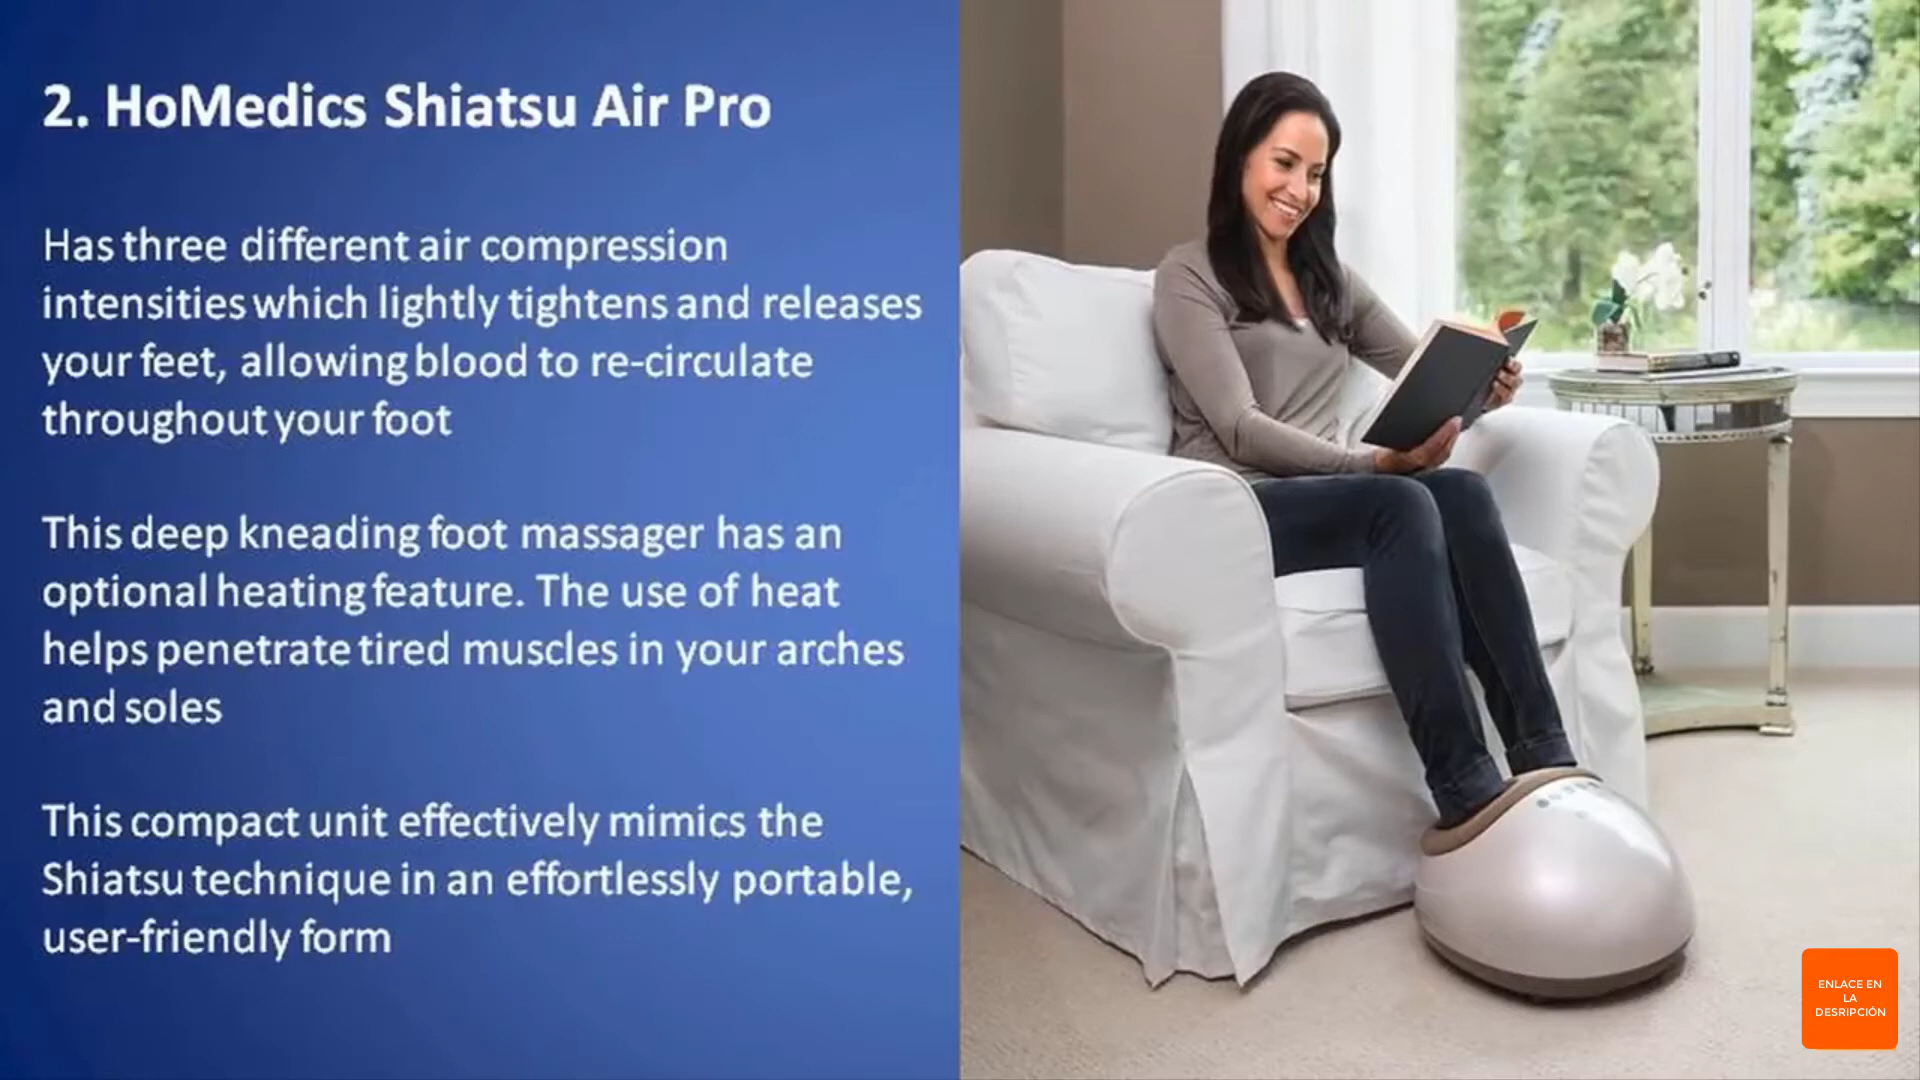 2. HoMedics Shiatsu Air Pro
Has three different air compression
intensities which lightly tightens and releases
your feet, allowing blood to re-circulate
throughout your foot
This deep kneading foot massager has an
optional heating feature. The use of heat
helps penetrate tired muscles in your arches
and soles
This compact unit effectively mimics the
Shiatsu technique in an effortlessly portable,
user-friendly form
ENLACE EN
LA
DESRIPCIÓN